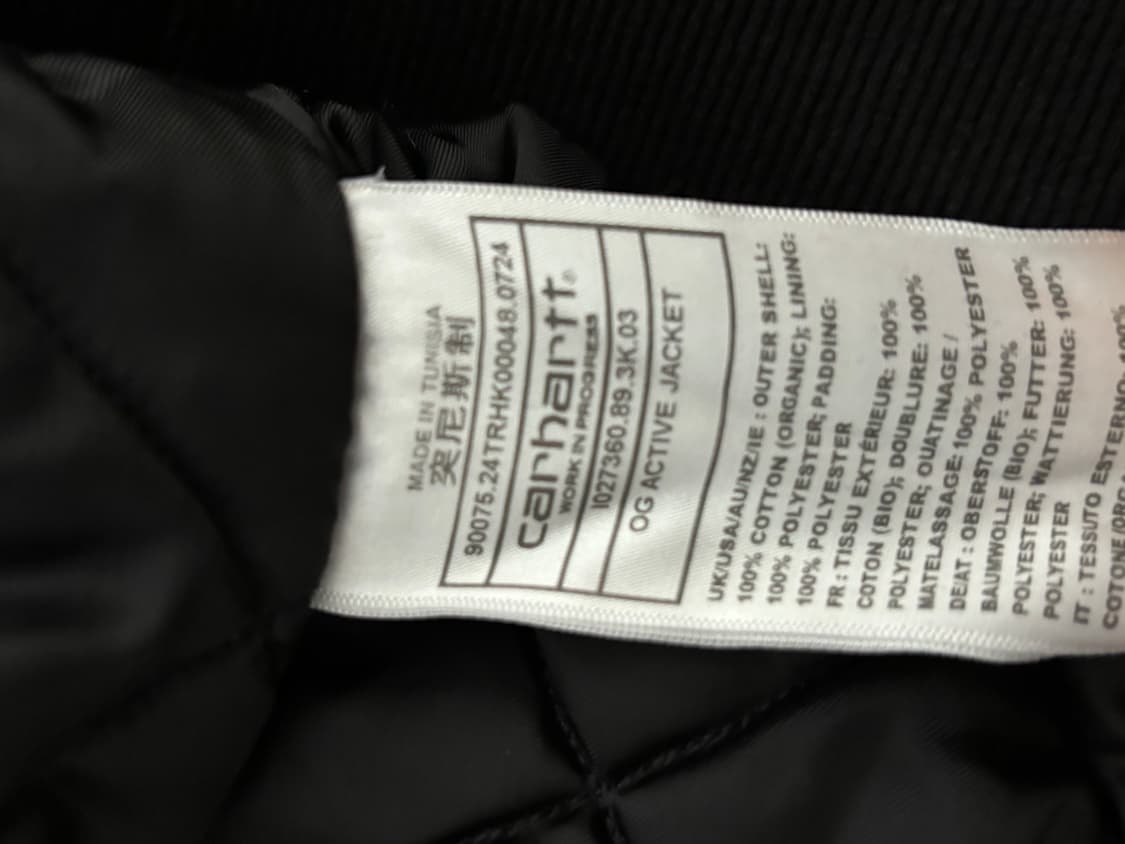 MADE IN TUNISIA
突尼斯制
90075.24TRHK00048.0724
carhartt®
WORK IN PROGRESS
I027360.89.3K.03
OG ACTIVE JACKET
UK/USA/AU/NZ/IE : OUTER SHELL:
100% COTTON (ORGANIC); LINING:
100% POLYESTER; PADDING:
100% POLYESTER
FR : TISSU EXTÉRIEUR: 100%
COTON (BIO); DOUBLURE: 100%
POLYESTER; OUATINAGE /
MATELASSAGE: 100% POLYESTER
DE/AT : OBERSTOFF: 100%
BAUMWOLLE (BIO); FUTTER: 100%
POLYESTER; WATTIERUNG: 100%
POLYESTER
IT : TESSUTO ESTERNO: 100%